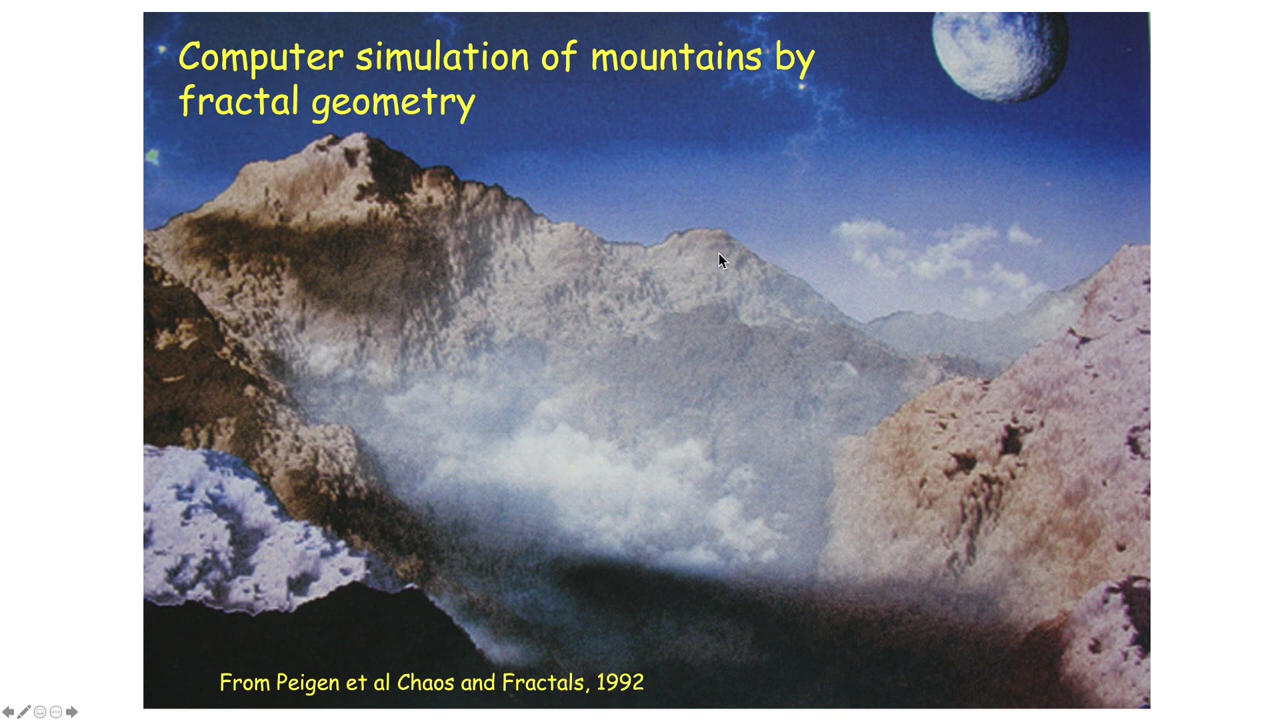 Computer simulation of mountains by
fractal geometry
From Peigen et al Chaos and Fractals, 1992